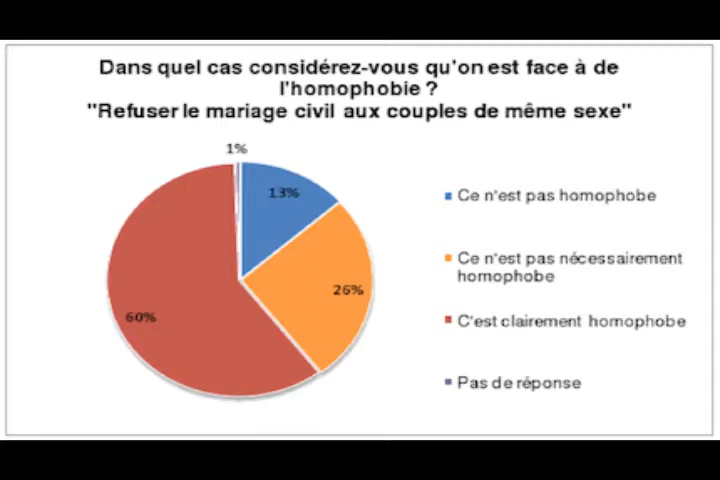 Dans quel cas considérez-vous qu'on est face à de
l'homophobie ?
"Refuser le mariage civil aux couples de même sexe"
1%
13%
26%
60%
Ce n'est pas homophobe
Ce n'est pas nécessairement
homophobe
C'est clairement homophobe
Pas de réponse